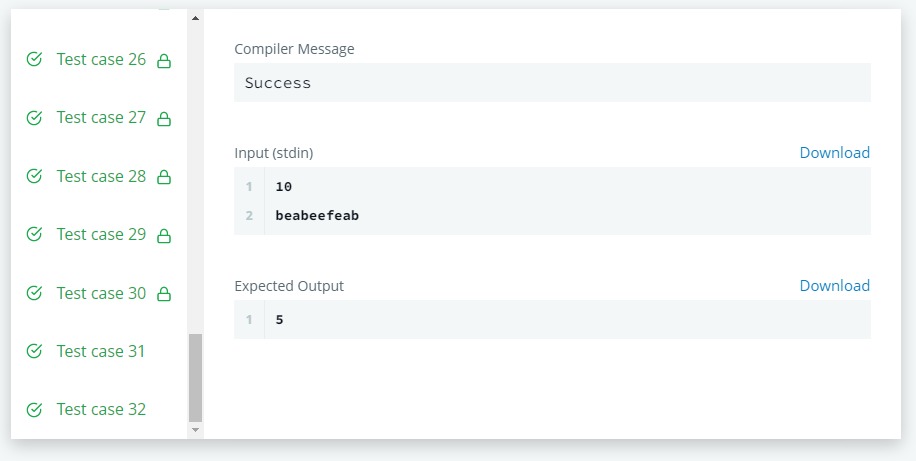 Test case 26
Test case 27
Test case 28
Test case 29
Test case 30
Test case 31
Test case 32
Compiler Message
Success
Input (stdin)
Download
1 10
2 beabeefeab
Expected Output
Download
1 5